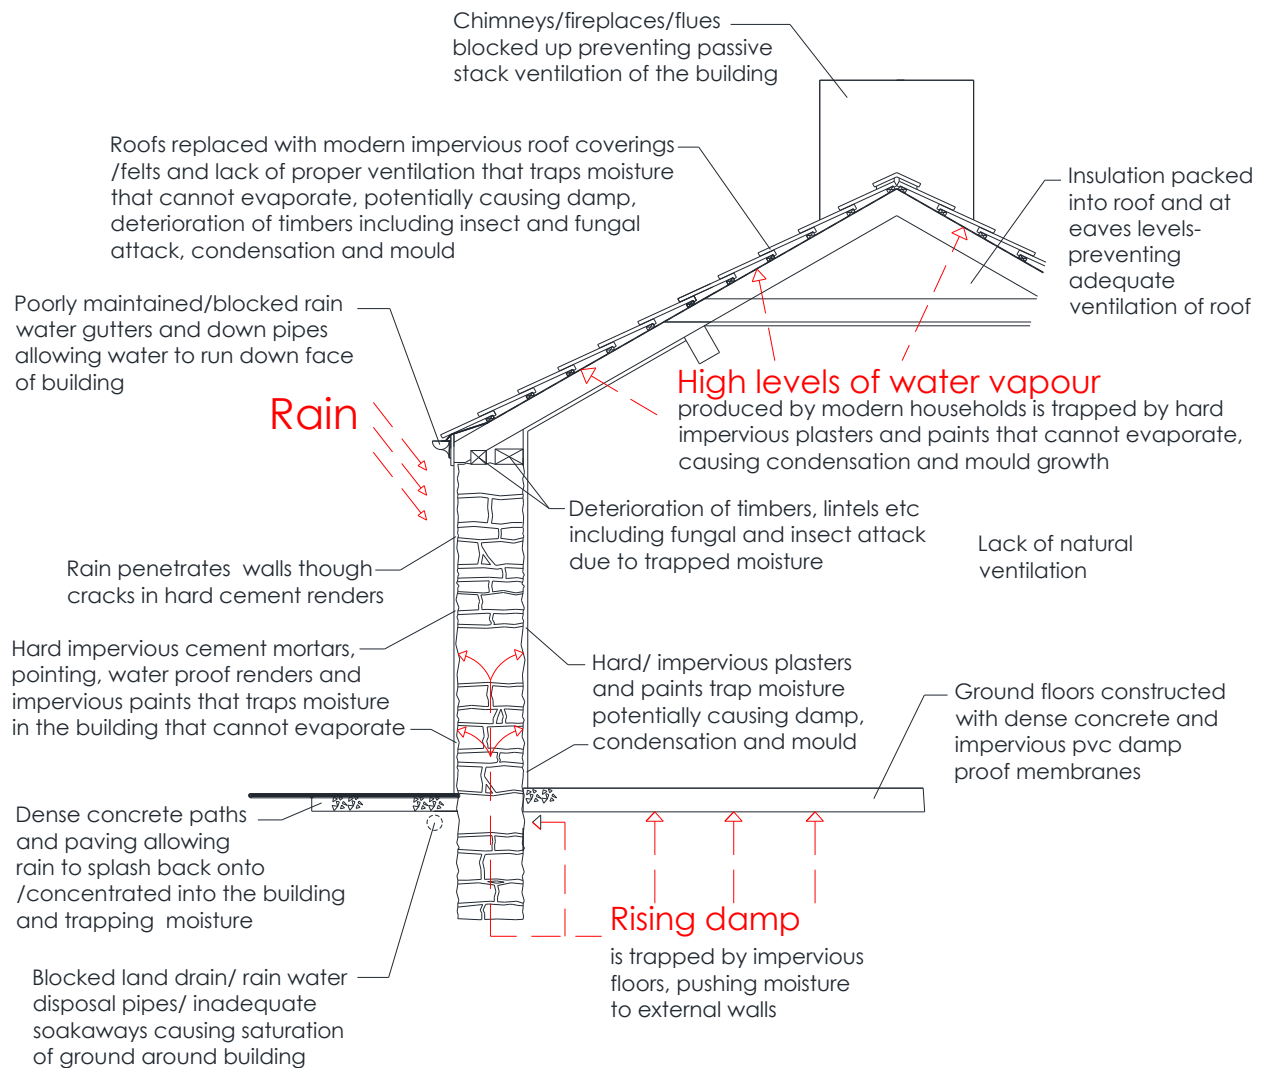 Chimneys/fireplaces/flues
blocked up preventing passive
stack ventilation of the building
Roofs replaced with modern impervious roof coverings
/felts and lack of proper ventilation that traps moisture
that cannot evaporate, potentially causing damp,
deterioration of timbers including insect and fungal
attack, condensation and mould
Insulation packed
into roof and at
eaves levels-
preventing
adequate
ventilation of roof
Poorly maintained/blocked rain
water gutters and down pipes
allowing water to run down face
of building
Rain
High levels of water vapour
produced by modern households is trapped by hard
impervious plasters and paints that cannot evaporate,
causing condensation and mould growth
Deterioration of timbers, lintels etc
including fungal and insect attack
due to trapped moisture
Lack of natural
ventilation
Rain penetrates  walls though
cracks in hard cement renders
Hard impervious cement mortars,
pointing, water proof renders and
impervious paints that traps moisture
in the building that cannot evaporate
Hard/ impervious plasters
and paints trap moisture
potentially causing damp,
condensation and mould
Ground floors constructed
with dense concrete and
impervious pvc damp
proof membranes
Dense concrete paths
and paving allowing
rain to splash back onto
/concentrated into the building
and trapping  moisture
Rising damp
is trapped by impervious
floors, pushing moisture
to external walls
Blocked land drain/ rain water
disposal pipes/ inadequate
soakaways causing saturation
of ground around building